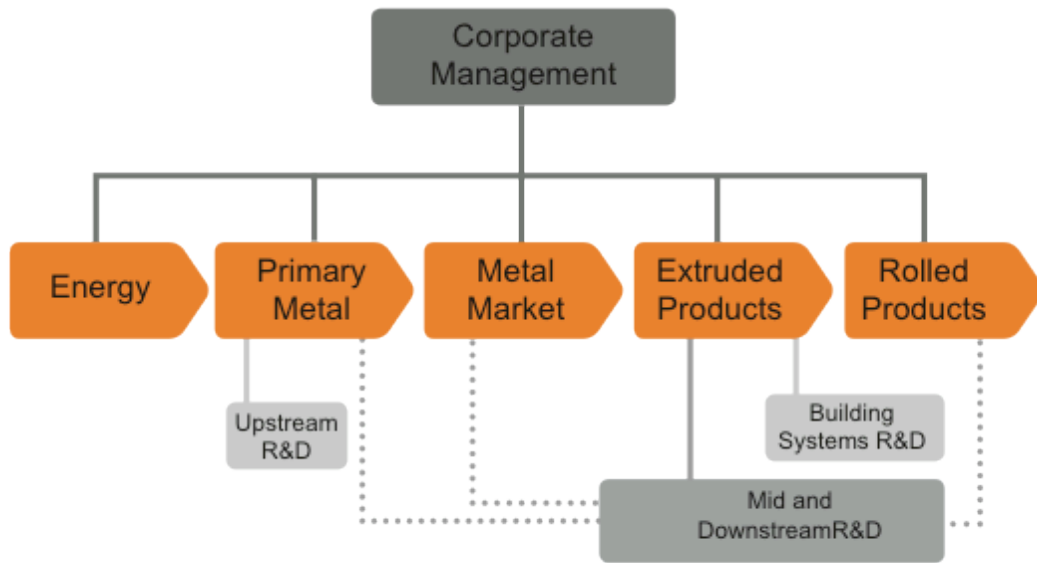 Corporate
Management
Energy
Primary
Metal
Metal
Market
Extruded
Products
Rolled
Products
Upstream
R&D
Building
Systems R&D
Mid and
DownstreamR&D